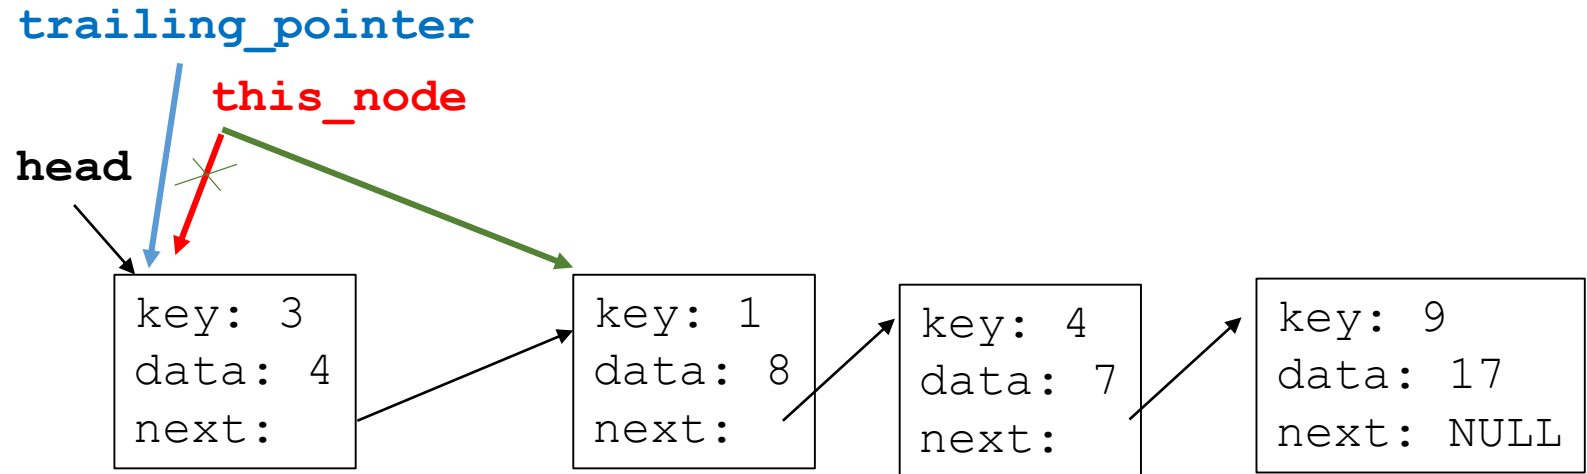 trailing_pointer
this_node
head
key: 3
data: 4
next:
key: 1
data: 8
next:
key: 4
data: 7
next:
key: 9
data: 17
next: NULL